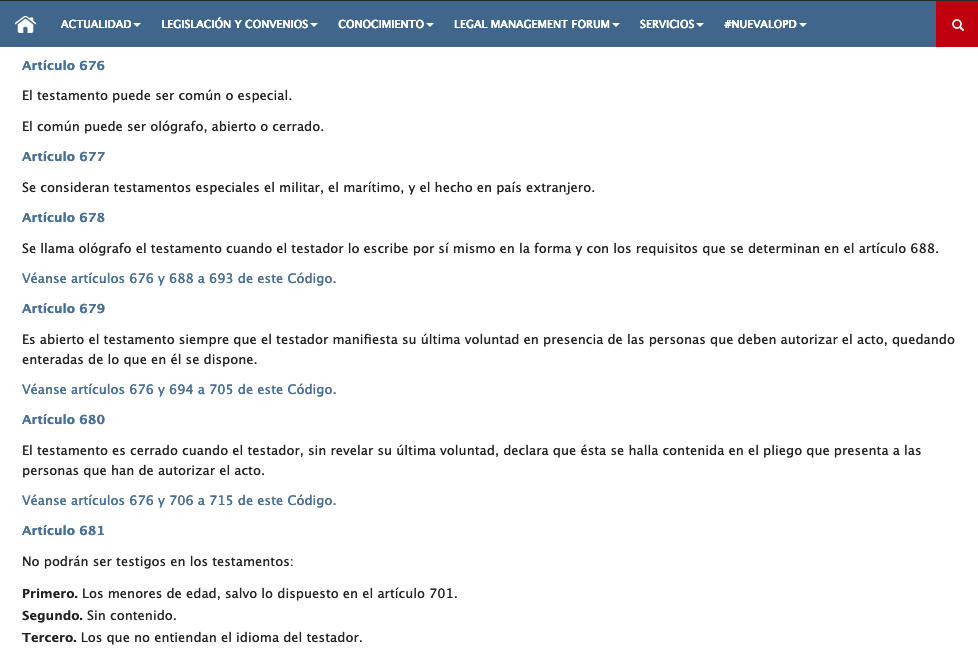 ACTUALIDAD LEGISLACIÓN Y CONVENIOS CONOCIMIENTO LEGAL MANAGEMENT FORUM SERVICIOS #NUEVALOPD
Artículo 676
El testamento puede ser común o especial.
El común puede ser ológrafo, abierto o cerrado.
Artículo 677
Se consideran testamentos especiales el militar, el marítimo, y el hecho en país extranjero.
Artículo 678
Se llama ológrafo el testamento cuando el testador lo escribe por sí mismo en la forma y con los requisitos que se determinan en el artículo 688.
Véanse artículos 676 y 688 a 693 de este Código.
Artículo 679
Es abierto el testamento siempre que el testador manifiesta su última voluntad en presencia de las personas que deben autorizar el acto, quedando
enteradas de lo que en él se dispone.
Véanse artículos 676 y 694 a 705 de este Código.
Artículo 680
El testamento es cerrado cuando el testador, sin revelar su última voluntad, declara que ésta se halla contenida en el pliego que presenta a las
personas que han de autorizar el acto.
Véanse artículos 676 y 706 a 715 de este Código.
Artículo 681
No podrán ser testigos en los testamentos:
Primero. Los menores de edad, salvo lo dispuesto en el artículo 701.
Segundo. Sin contenido.
Tercero. Los que no entiendan el idioma del testador.